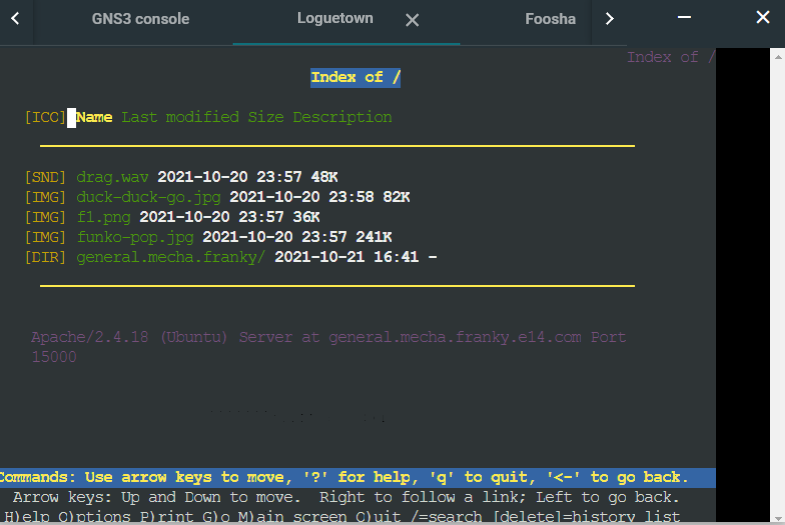 GNS3 console Loguetown Foosha
Index of /
Index of /
[ICO] Name Last modified Size Description
[SND] drag.wav 2021-10-20 23:57 48K
[IMG] duck-duck-go.jpg 2021-10-20 23:58 82K
[IMG] f1.png 2021-10-20 23:57 36K
[IMG] funko-pop.jpg 2021-10-20 23:57 241K
[DIR] general.mecha.franky/ 2021-10-21 16:41 -
Apache/2.4.18 (Ubuntu) Server at general.mecha.franky.e14.com Port
15000
Commands: Use arrow keys to move, '?' for help, 'q' to quit, '<-' to go back.
Arrow keys: Up and Down to move. Right to follow a link; Left to go back.
H)elp O)ptions P)rint G)o M)ain screen Q)uit /=search [delete]=history list